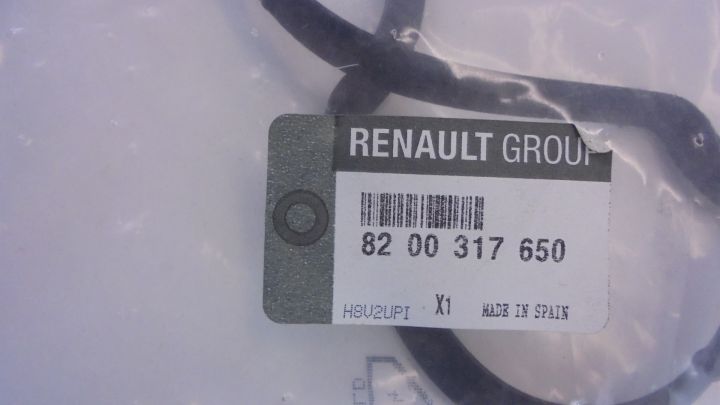 RENAULT GROUP
82 00 317 650
H8V2UPI X1 MADE IN SPAIN